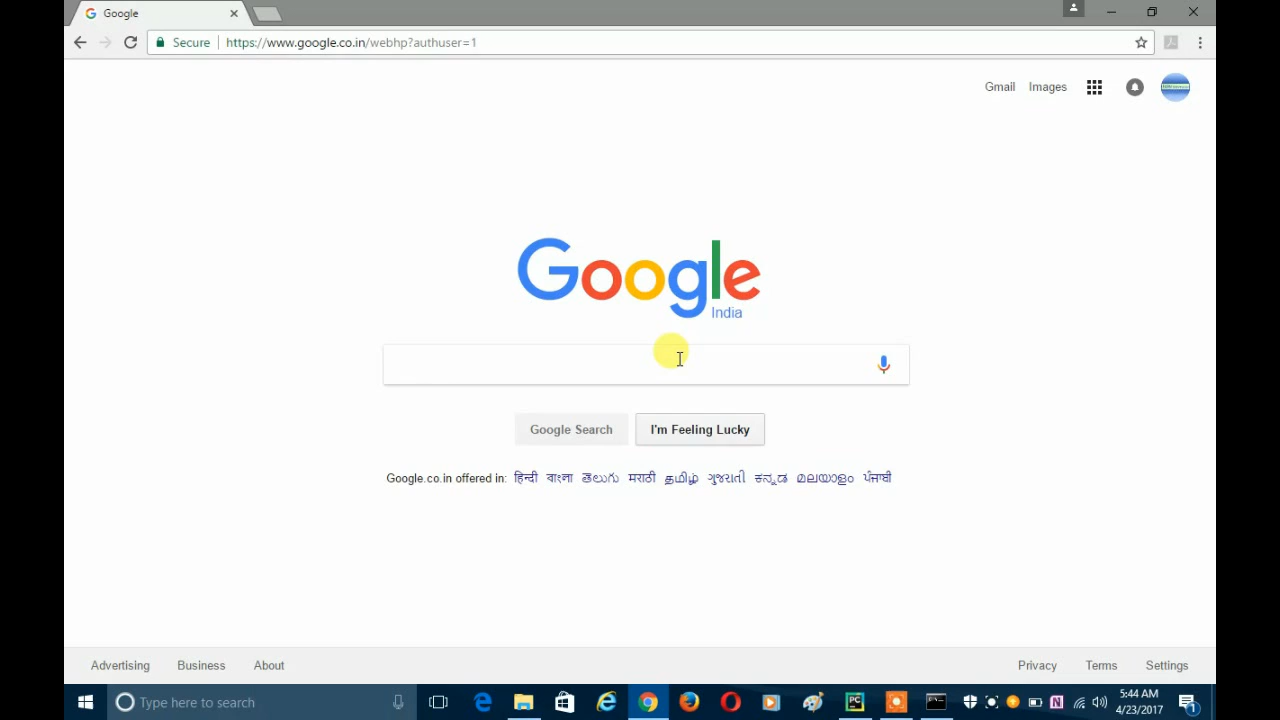 Google
Secure
https://www.google.co.in/webhp?authuser=1
Gmail Images
Google
India
Google Search
I'm Feeling Lucky
Google.co.in offered in: हिन्दी বাংলা తెలుగు मराठी தமிழ் ગુજરાતી ಕನ್ನಡ മലയാളം ਪੰਜਾਬੀ
Advertising Business About
Privacy Terms Settings
Type here to search
5:44 AM
4/23/2017